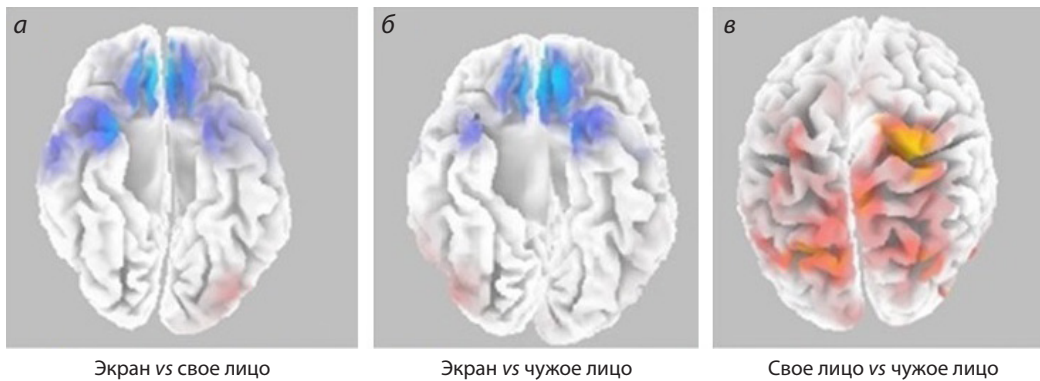 а
б
в
Экран vs свое лицо
Экран vs чужое лицо
Свое лицо vs чужое лицо